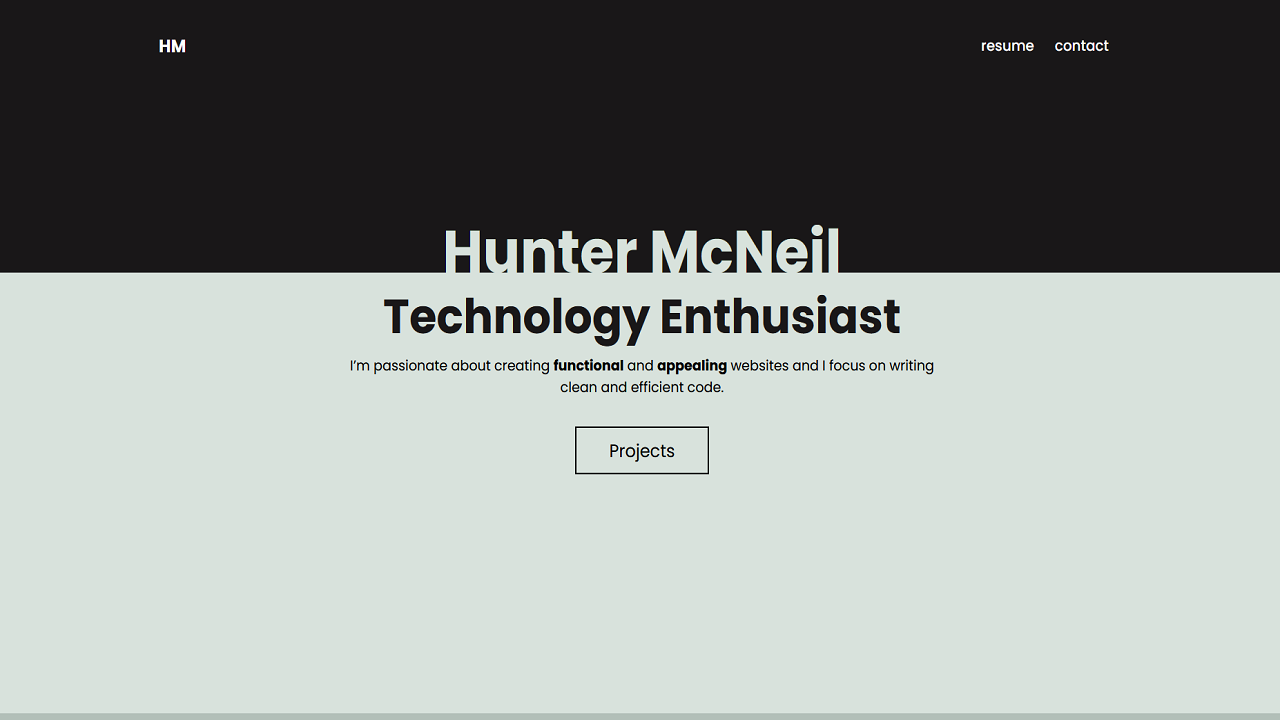 HM
resume contact
Hunter McNeil
Technology Enthusiast
I’m passionate about creating functional and appealing websites and I focus on writing
clean and efficient code.
Projects